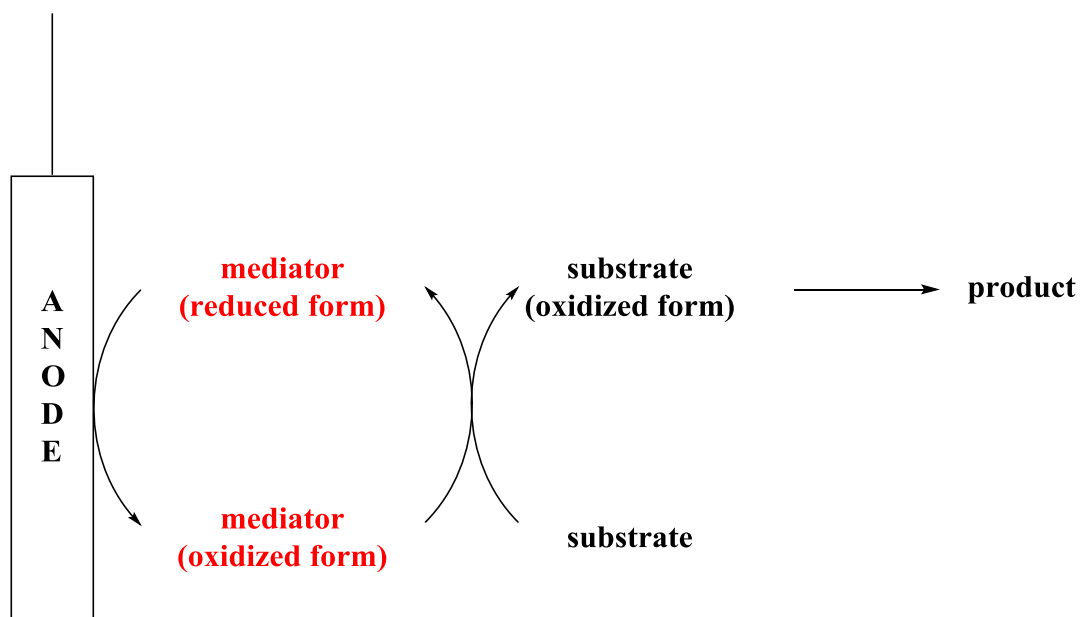 A
N
O
D
E
mediator
(reduced form)
substrate
(oxidized form)
product
mediator
(oxidized form)
substrate